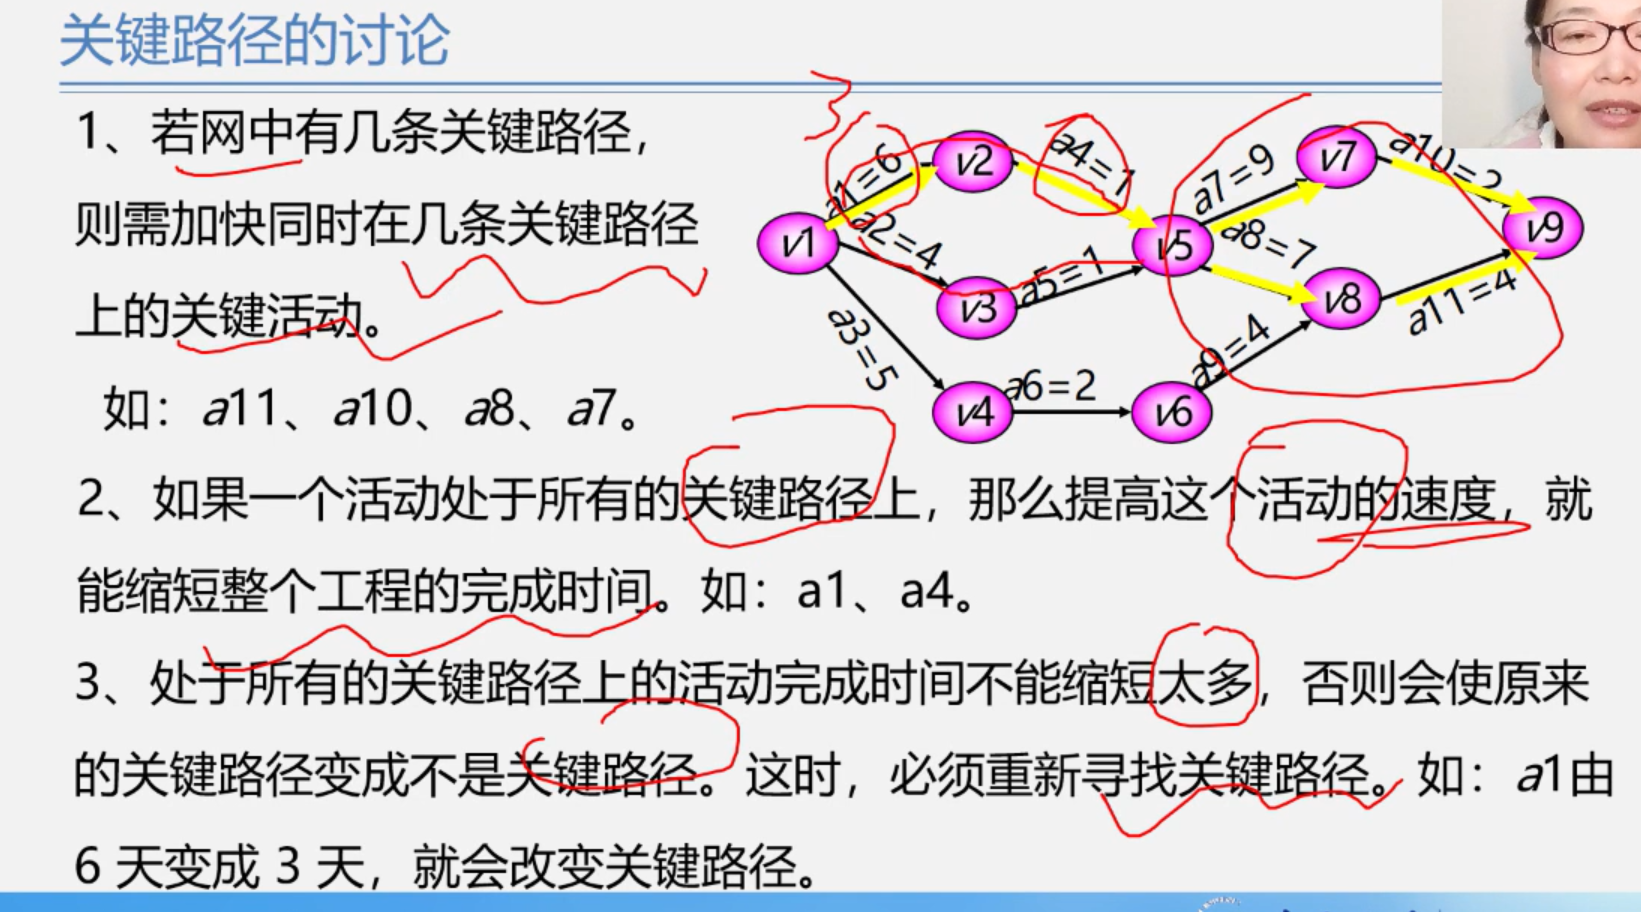 关键路径的讨论
1、若网中有几条关键路径，
则需加快同时在几条关键路径
上的关键活动。
如：a11、a10、a8、a7。
v1
v2
v3
v4
v5
v6
v7
v8
v9
a1=6
a2=4
a3=5
a4=1
a5=1
a6=2
a7=9
a8=7
a9=4
a10=2
a11=4
3
2、如果一个活动处于所有的关键路径上，那么提高这个活动的速度，就
能缩短整个工程的完成时间。如：a1、a4。
3、处于所有的关键路径上的活动完成时间不能缩短太多，否则会使原来
的关键路径变成不是关键路径。这时，必须重新寻找关键路径。如：a1由
6 天变成 3 天，就会改变关键路径。